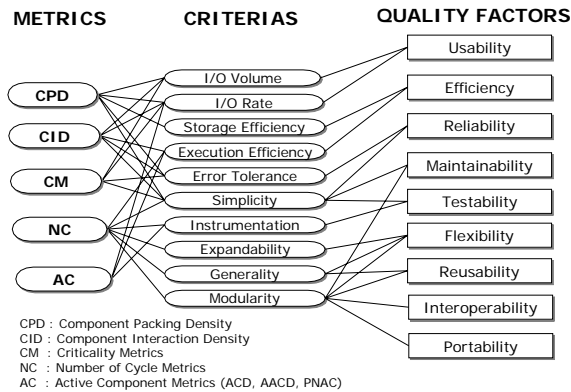 METRICS CRITERIAS QUALITY FACTORS
CPD
CID
CM
NC
AC
I/O Volume
I/O Rate
Storage Efficiency
Execution Efficiency
Error Tolerance
Simplicity
Instrumentation
Expandability
Generality
Modularity
Usability
Efficiency
Reliability
Maintainability
Testability
Flexibility
Reusability
Interoperability
Portability
CPD : Component Packing Density
CID : Component Interaction Density
CM : Criticality Metrics
NC : Number of Cycle Metrics
AC : Active Component Metrics (ACD, AACD, PNAC)